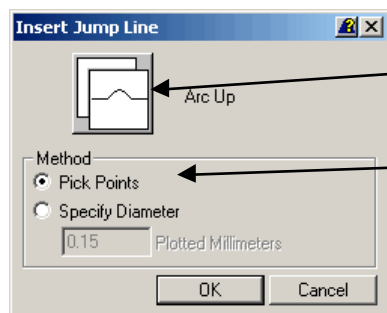 Insert Jump Line
Arc Up
Method
Pick Points
Specify Diameter
0.15 Plotted Millimeters
OK Cancel